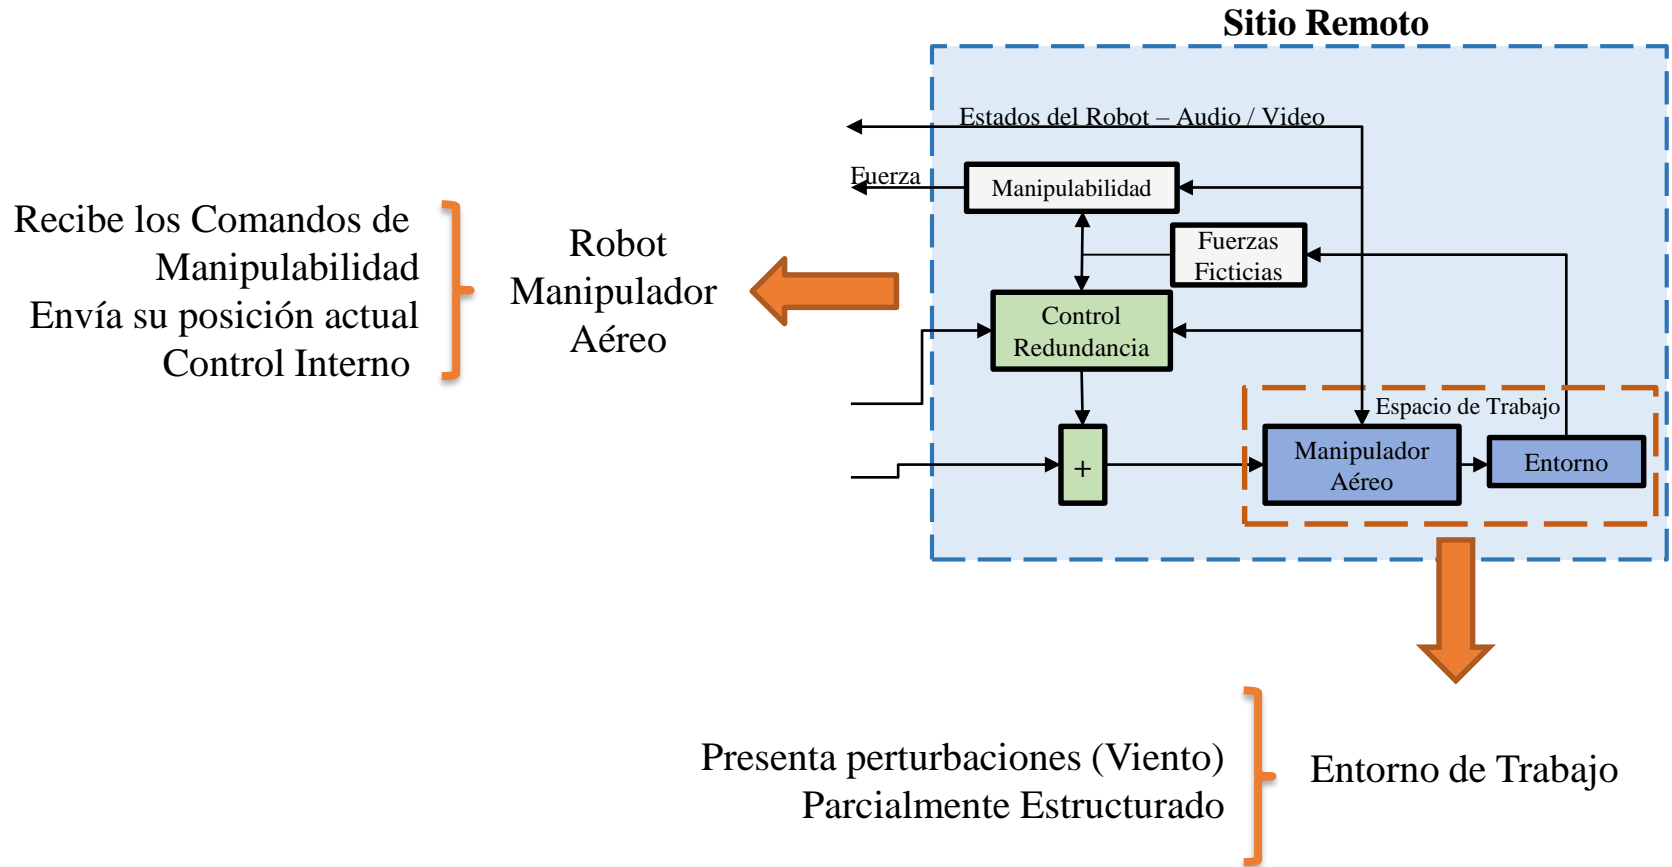 Sitio Remoto
Estados del Robot – Audio / Video
Fuerza
Manipulabilidad
Fuerzas
Ficticias
Control
Redundancia
Espacio de Trabajo
+
Manipulador
Aéreo
Entorno
Recibe los Comandos de
Manipulabilidad
Envía su posición actual
Control Interno
Robot
Manipulador
Aéreo
Presenta perturbaciones (Viento)
Parcialmente Estructurado
Entorno de Trabajo